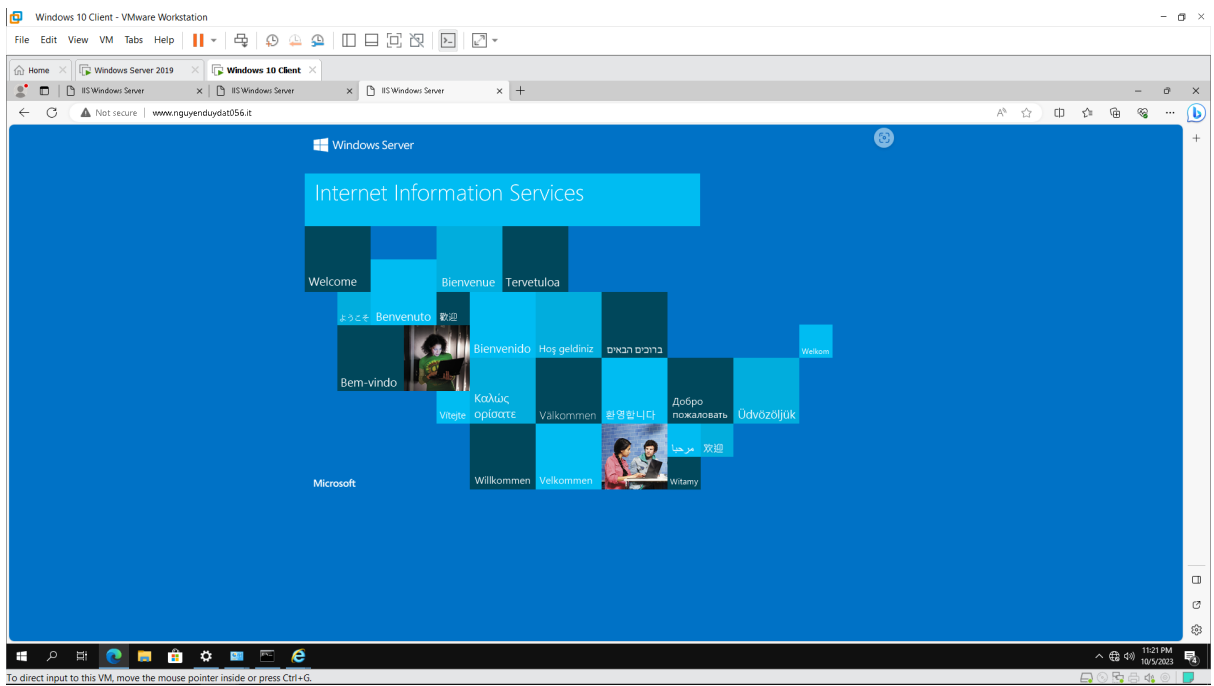 Windows 10 Client - VMware Workstation
File Edit View VM Tabs Help
Home Windows Server 2019 Windows 10 Client
IIS Windows Server IIS Windows Server IIS Windows Server
Not secure www.nguyenduydat056.it
Windows Server
Internet Information Services
Welcome Bienvenue Tervetuloa
ようこそ Benvenuto 歡迎
Bienvenido Hoş geldiniz ברוכים הבאים Welkom
Bem-vindo
Vítejte Καλώς
ορίσατε Välkommen 환영합니다 Добро
пожаловать Üdvözöljük
مرحبا 欢迎
Microsoft Willkommen Velkommen Witamy
11:21 PM
10/5/2023
To direct input to this VM, move the mouse pointer inside or press Ctrl+G.